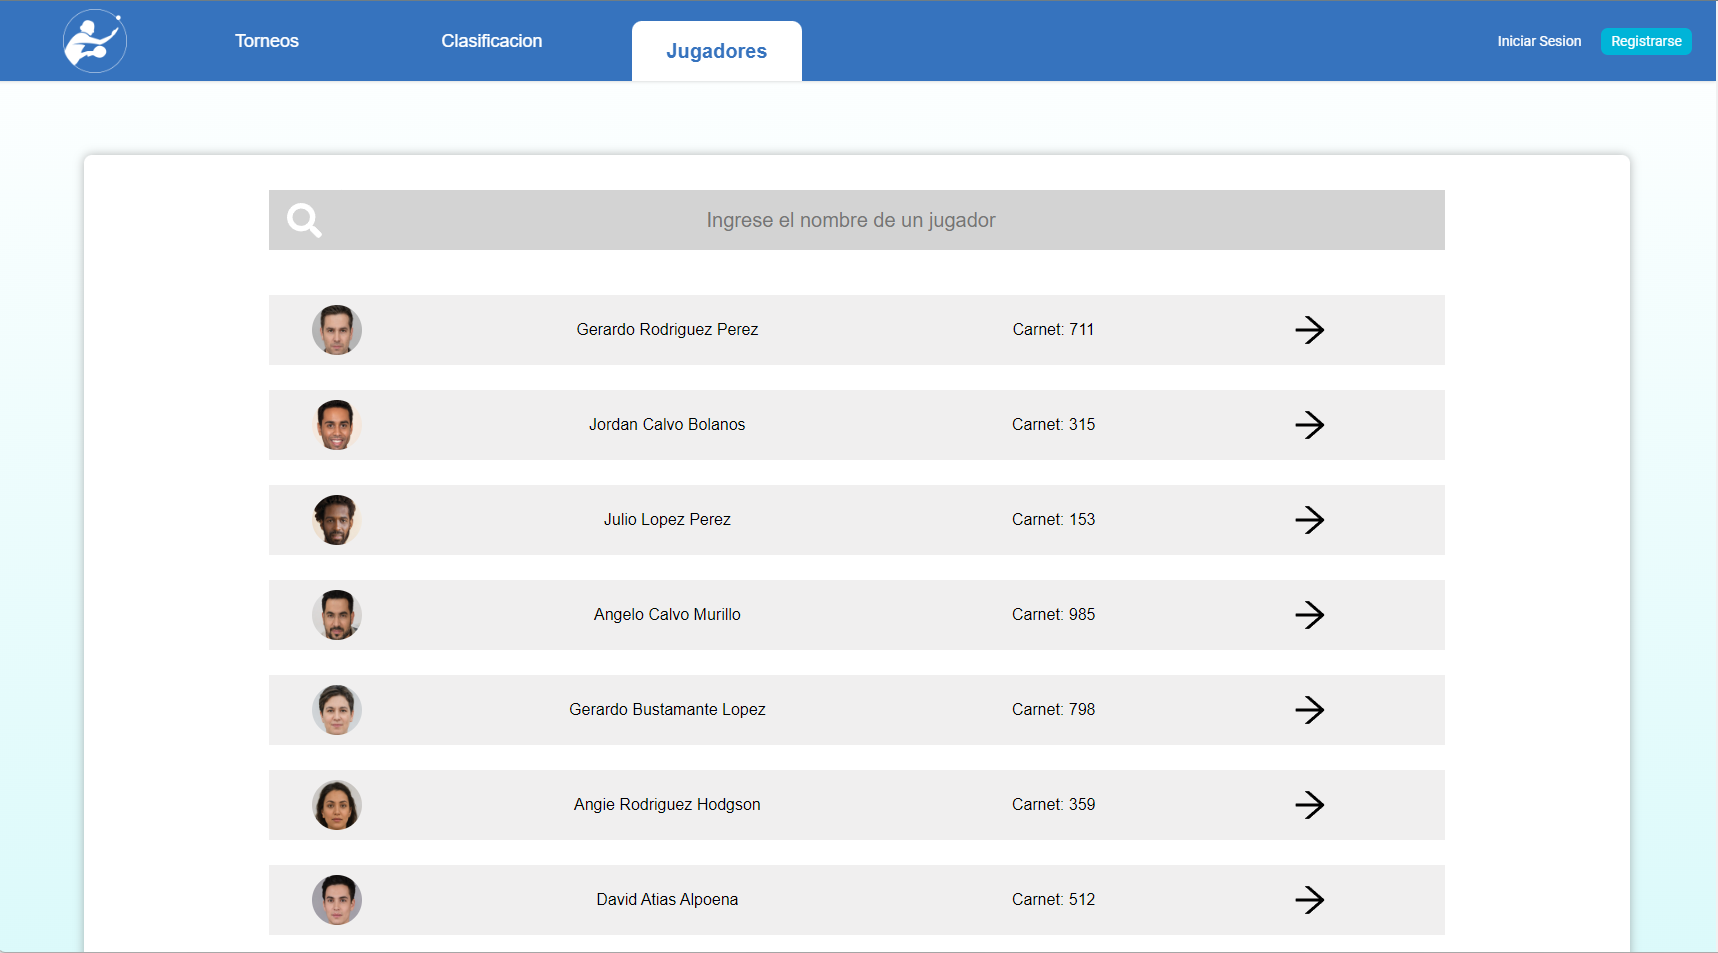 Torneos
Clasificacion
Jugadores
Iniciar Sesion
Registrarse
Ingrese el nombre de un jugador
Gerardo Rodriguez Perez Carnet: 711
Jordan Calvo Bolanos Carnet: 315
Julio Lopez Perez Carnet: 153
Angelo Calvo Murillo Carnet: 985
Gerardo Bustamante Lopez Carnet: 798
Angie Rodriguez Hodgson Carnet: 359
David Atias Alpoena Carnet: 512